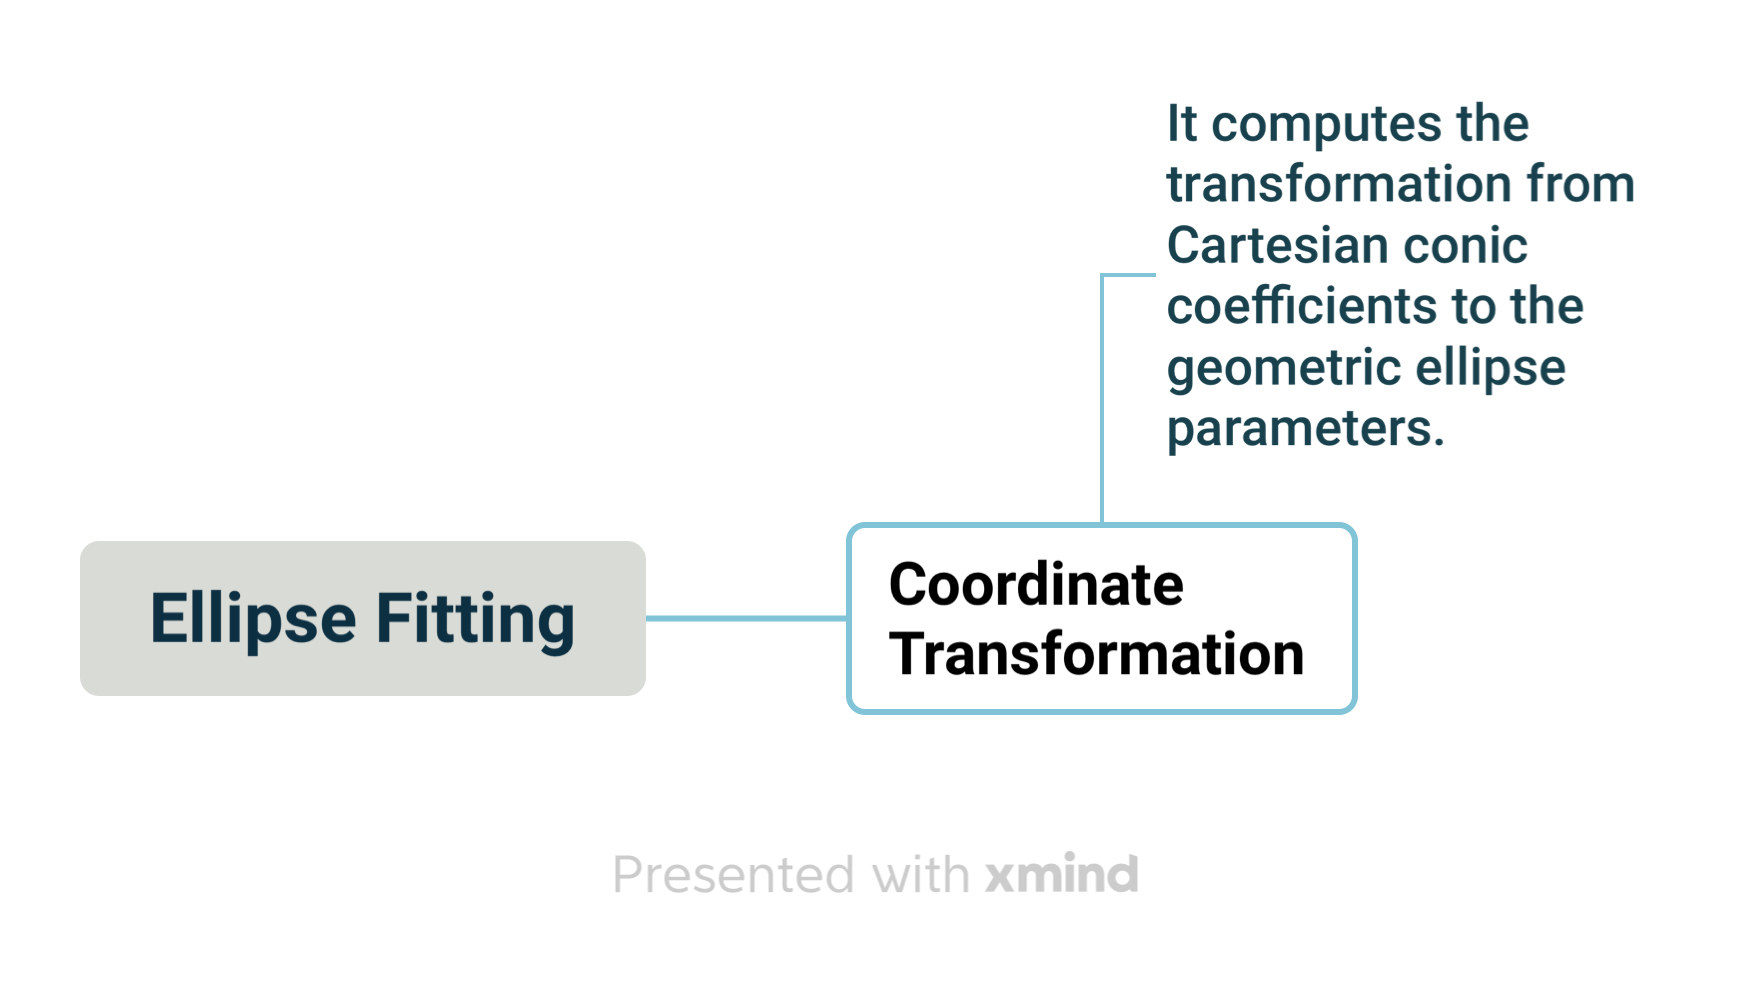 It computes the
transformation from
Cartesian conic
coefficients to the
geometric ellipse
parameters.
Ellipse Fitting
Coordinate
Transformation
Presented with xmind